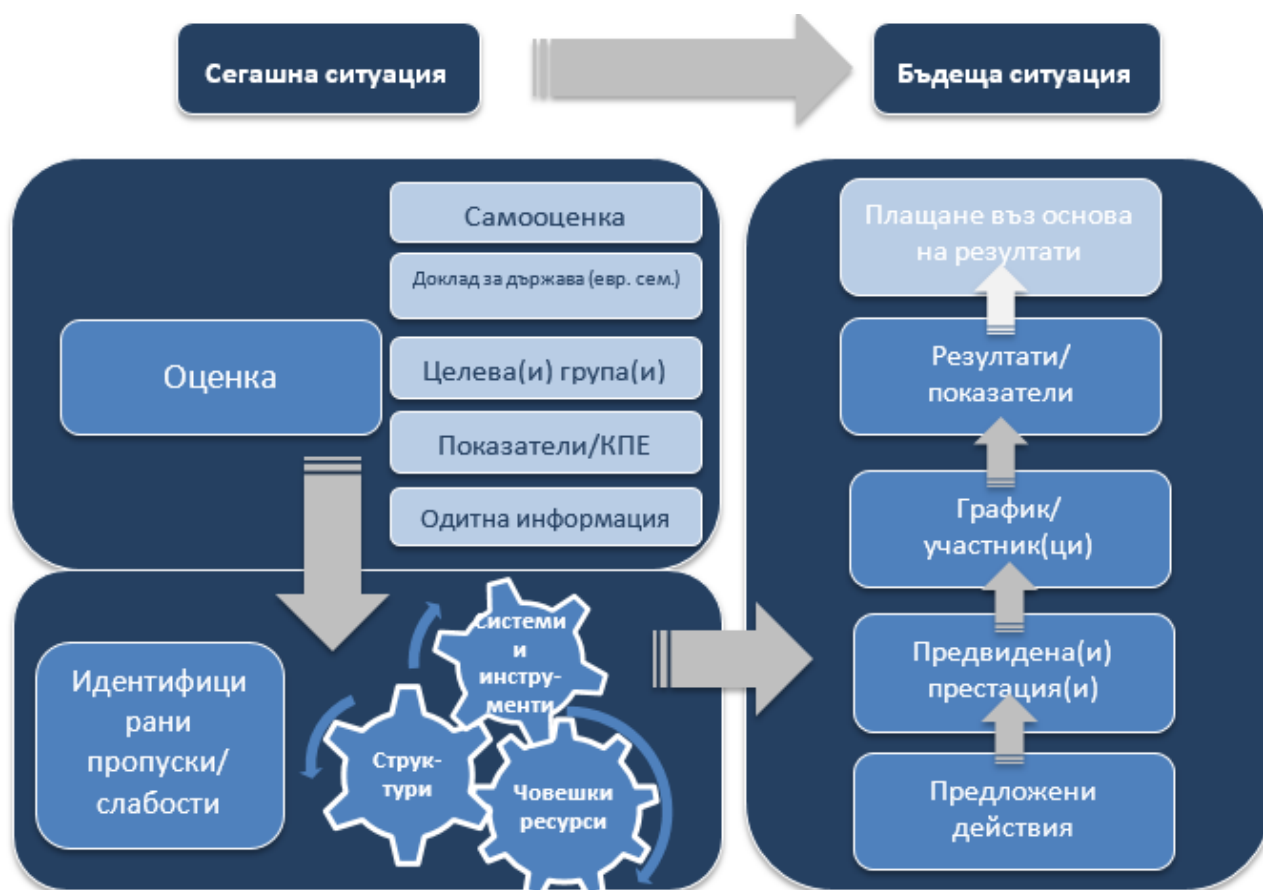 Сегашна ситуация
Бъдеща ситуация
Оценка
Самооценка
Доклад за държава (евр. сем.)
Целева(и) група(и)
Показатели/КПЕ
Одитна информация
Идентифици
рани
пропуски/
слабости
Системи
и
инстру-
менти
Струк-
тури
Човешки
ресурси
Плащане въз основа
на резултати
Резултати/
показатели
График/
участник(ци)
Предвидена(и)
престация(и)
Предложени
действия